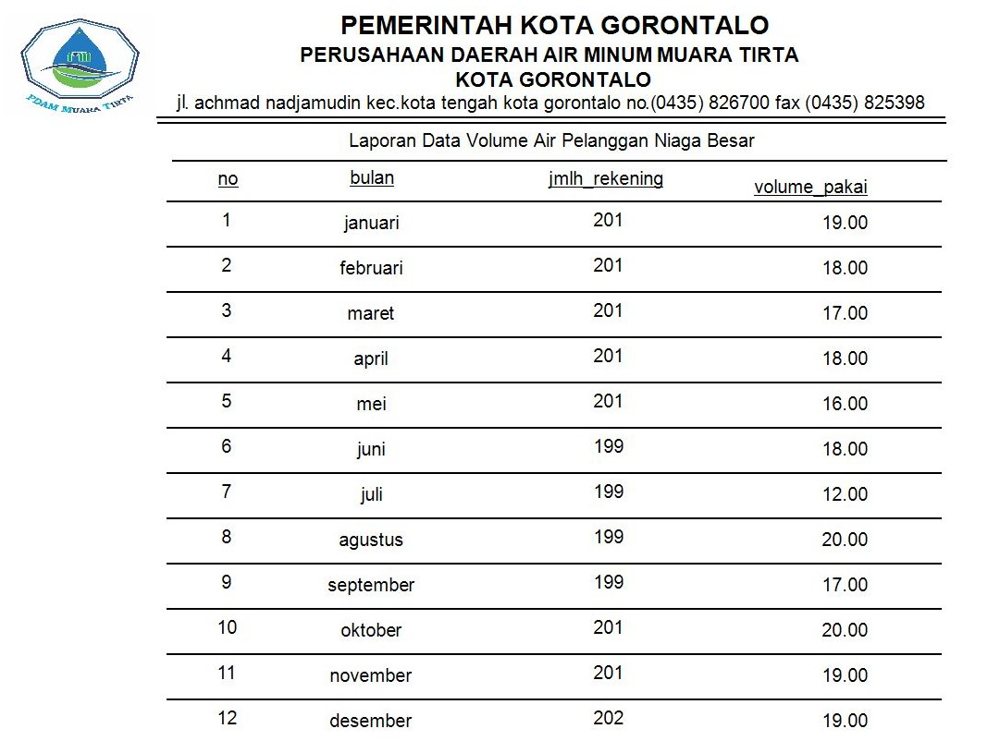 PEMERINTAH KOTA GORONTALO
PERUSAHAAN DAERAH AIR MINUM MUARA TIRTA
KOTA GORONTALO
jl. achmad nadjamudin kec.kota tengah kota gorontalo no.(0435) 826700 fax (0435) 825398
PDAM MUARA TIRTA
Laporan Data Volume Air Pelanggan Niaga Besar
no bulan jmlh_rekening volume_pakai
1 januari 201 19.00
2 februari 201 18.00
3 maret 201 17.00
4 april 201 18.00
5 mei 201 16.00
6 juni 199 18.00
7 juli 199 12.00
8 agustus 199 20.00
9 september 199 17.00
10 oktober 201 20.00
11 november 201 19.00
12 desember 202 19.00